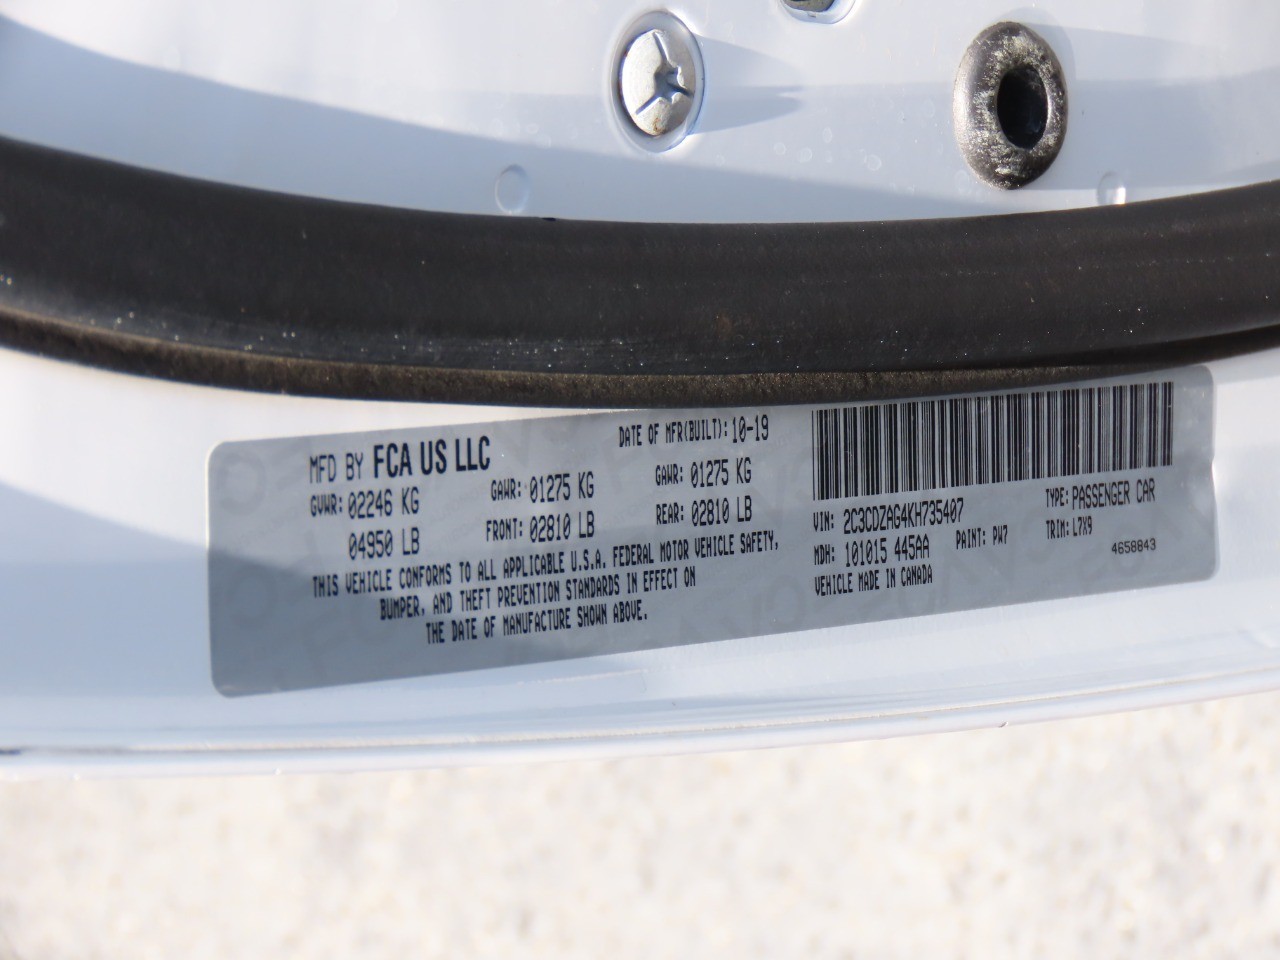 MFD BY FCA US LLC
DATE OF MFR(BUILT): 10-19
GVWR: 02246 KG
04950 LB
GAWR: 01275 KG
FRONT: 02810 LB
GAWR: 01275 KG
REAR: 02810 LB
THIS VEHICLE CONFORMS TO ALL APPLICABLE U.S.A. FEDERAL MOTOR VEHICLE SAFETY,
BUMPER, AND THEFT PREVENTION STANDARDS IN EFFECT ON
THE DATE OF MANUFACTURE SHOWN ABOVE.
VIN: 2C3CDZAG4KH735407
TYPE: PASSENGER CAR
MDH: 101015 445AA
PAINT: PW7
TRIM: L7X9
VEHICLE MADE IN CANADA
4658843